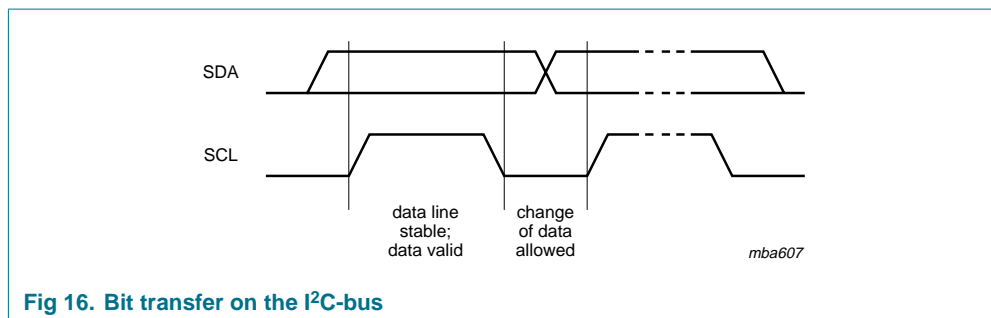 SDA
SCL
data line
stable;
data valid
change
of data
allowed
mba607
Fig 16. Bit transfer on the I²C-bus